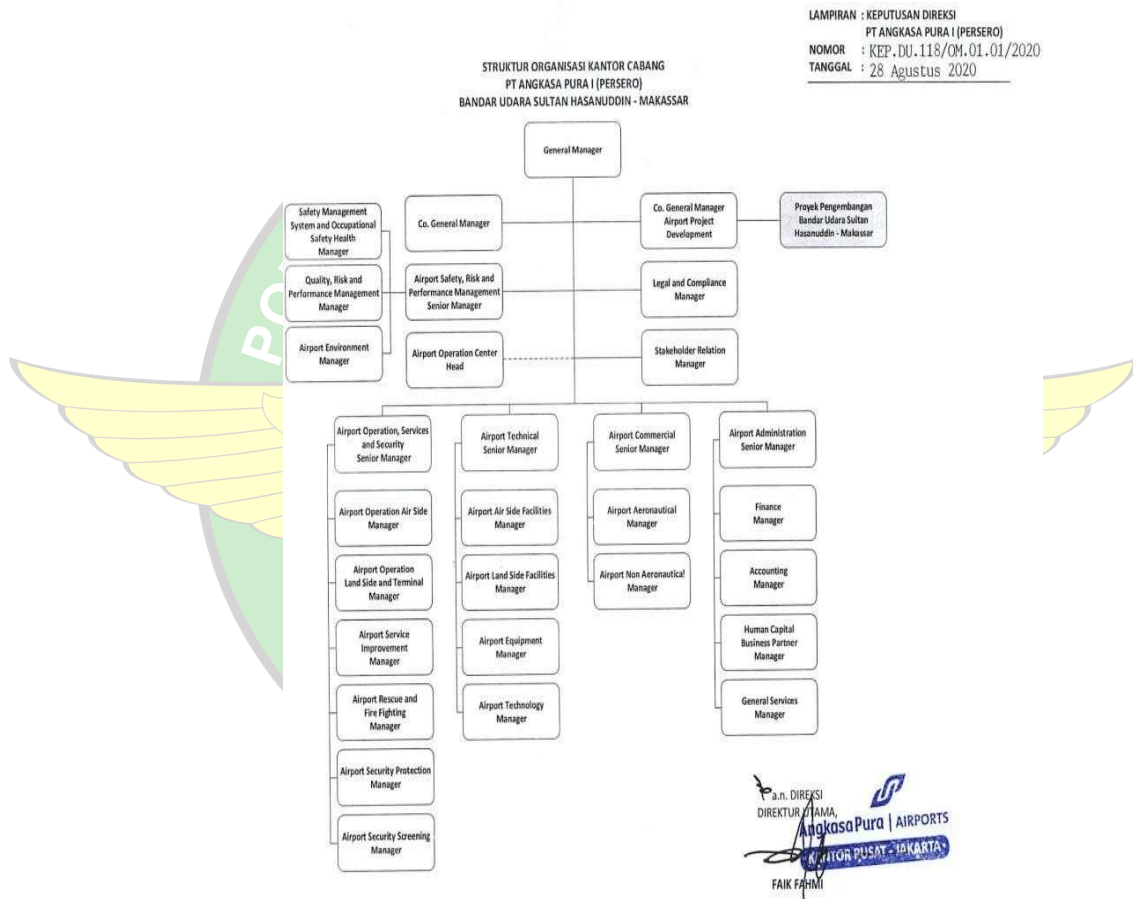 LAMPIRAN : KEPUTUSAN DIREKSI
PT ANGKASA PURA I (PERSERO)
NOMOR : KEP.DU.118/OM.01.01/2020
TANGGAL : 28 Agustus 2020
STRUKTUR ORGANISASI KANTOR CABANG
PT ANGKASA PURA I (PERSERO)
BANDAR UDARA SULTAN HASANUDDIN - MAKASSAR
General Manager
Safety Management
System and Occupational
Safety Health
Manager
Co. General Manager
Co. General Manager
Airport Project
Development
Proyek Pengembangan
Bandar Udara Sultan
Hasanuddin - Makassar
Quality, Risk and
Performance Management
Manager
Airport Safety, Risk and
Performance Management
Senior Manager
Legal and Compliance
Manager
Airport Environment
Manager
Airport Operation Center
Head
Stakeholder Relation
Manager
Airport Operation, Services
and Security
Senior Manager
Airport Technical
Senior Manager
Airport Commercial
Senior Manager
Airport Administration
Senior Manager
Airport Operation Air Side
Manager
Airport Air Side Facilities
Manager
Airport Aeronautical
Manager
Finance
Manager
Airport Operation
Land Side and Terminal
Manager
Airport Land Side Facilities
Manager
Airport Non Aeronautical
Manager
Accounting
Manager
Airport Service
Improvement
Manager
Airport Equipment
Manager
Human Capital
Business Partner
Manager
Airport Rescue and
Fire Fighting
Manager
Airport Technology
Manager
General Services
Manager
Airport Security Protection
Manager
Airport Security Screening
Manager
a.n. DIREKSI
DIREKTUR UTAMA,
AngkasaPura | AIRPORTS
KANTOR PUSAT - JAKARTA
FAIK FAHMI